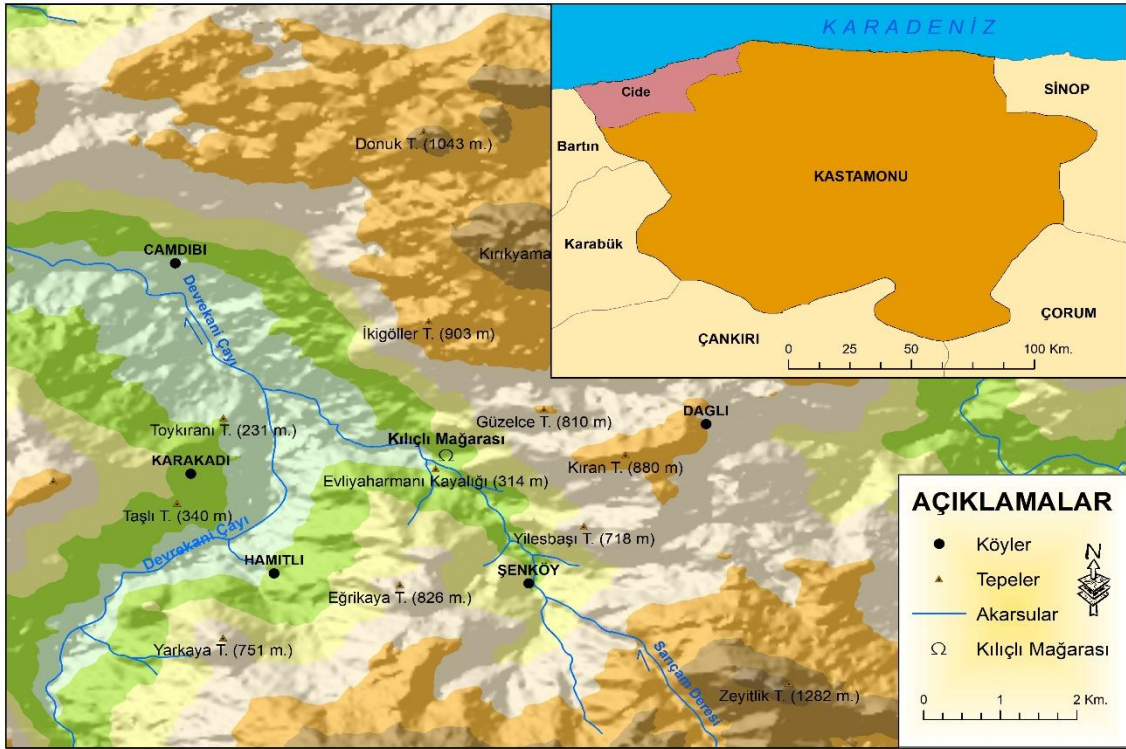 Donuk T. (1043 m.)
CAMDIBI
Kırıkyama
Devrekani Çayı
İkigöller T. (903 m)
Güzelce T. (810 m)
DAGLI
Toykıranı T. (231 m.)
Kılıçlı Mağarası
KARAKADI
Kıran T. (880 m)
Evliyaharmanı Kayalığı (314 m)
Taşlı T. (340 m)
Yilesbaşı T. (718 m)
Devrekani Çayı
HAMITLI
ŞENKÖY
Eğrikaya T. (826 m.)
Yarkaya T. (751 m.)
Sarıçam Deresi
Zeyitlik T. (1282 m.)
KARADENİZ
Cide
SİNOP
Bartın
KASTAMONU
Karabük
ÇORUM
ÇANKIRI
0 25 50 100 Km.
AÇIKLAMALAR
Köyler
N
Tepeler
Akarsular
Kılıçlı Mağarası
0 1 2 Km.